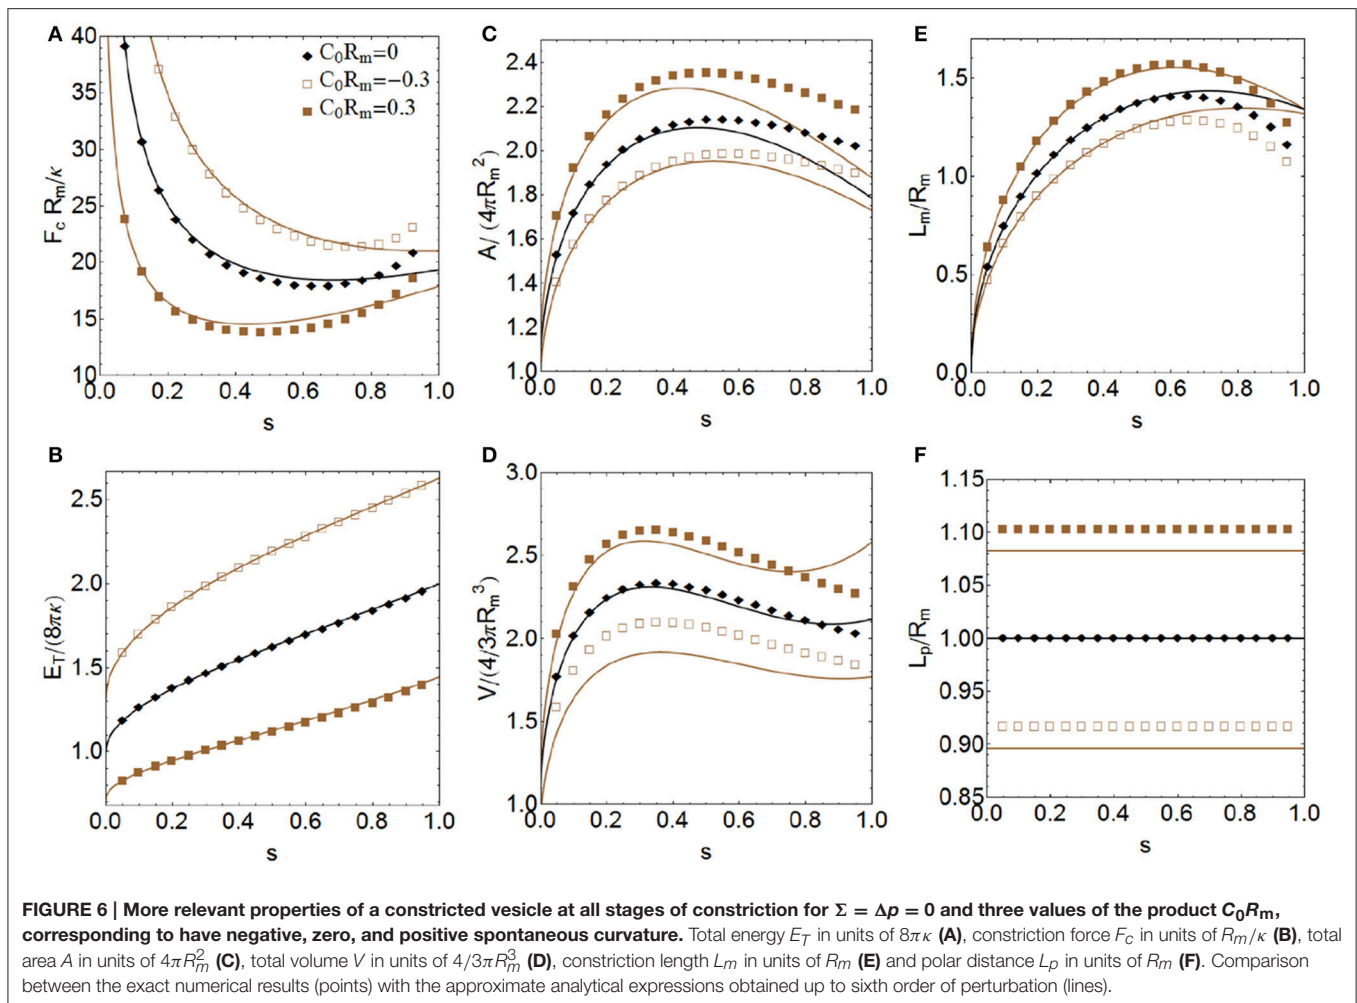 A
F_c R_m/κ
40
35
30
25
20
15
10
0.0 0.2 0.4 0.6 0.8 1.0
s
C₀R_m=0
C₀R_m=−0.3
C₀R_m=0.3
C
A/(4πR_m²)
2.4
2.2
2.0
1.8
1.6
1.4
1.2
1.0
0.0 0.2 0.4 0.6 0.8 1.0
s
E
L_m/R_m
1.5
1.0
0.5
0.0
0.0 0.2 0.4 0.6 0.8 1.0
s
B
E_T/(8πκ)
2.5
2.0
1.5
1.0
0.0 0.2 0.4 0.6 0.8 1.0
s
D
V/(4/3πR_m³)
3.0
2.5
2.0
1.5
1.0
0.0 0.2 0.4 0.6 0.8 1.0
s
F
L_p/R_m
1.15
1.10
1.05
1.00
0.95
0.90
0.85
0.0 0.2 0.4 0.6 0.8 1.0
s
FIGURE 6 | More relevant properties of a constricted vesicle at all stages of constriction for Σ = Δp = 0 and three values of the product C₀R_m,
corresponding to have negative, zero, and positive spontaneous curvature. Total energy E_T in units of 8πκ (A), constriction force F_c in units of R_m/κ (B), total
area A in units of 4πR_m² (C), total volume V in units of 4/3πR_m³ (D), constriction length L_m in units of R_m (E) and polar distance L_p in units of R_m (F). Comparison
between the exact numerical results (points) with the approximate analytical expressions obtained up to sixth order of perturbation (lines).